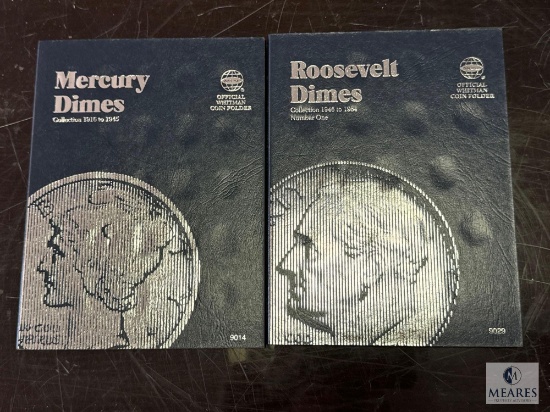 Mercury
Dimes
Collection 1916 to 1945
OFFICIAL
WHITMAN
COIN FOLDER
9014
Roosevelt
Dimes
Collection 1946 to 1964
Number One
OFFICIAL
WHITMAN
COIN FOLDER
9029
M
MEARES